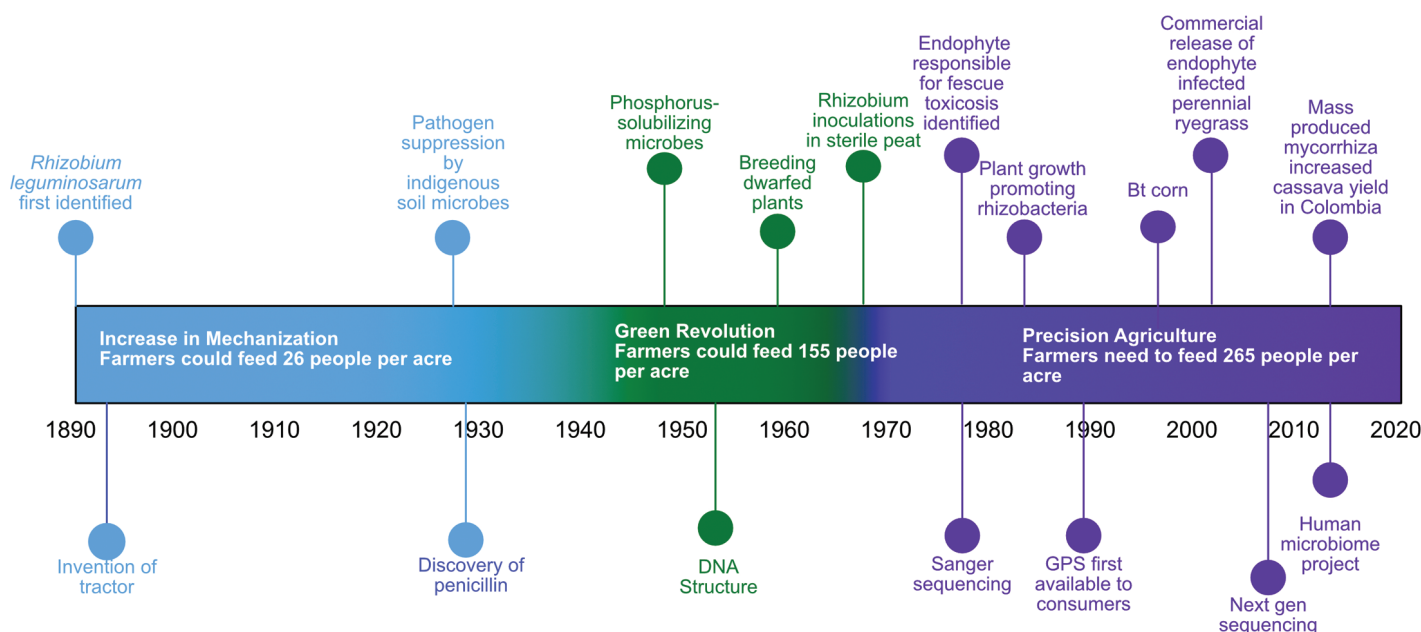 Rhizobium
leguminosarum
first identified
Pathogen
suppression
by
indigenous
soil microbes
Phosphorus-
solubilizing
microbes
Breeding
dwarfed
plants
Rhizobium
inoculations
in sterile peat
Endophyte
responsible
for fescue
toxicosis
identified
Plant growth
promoting
rhizobacteria
Bt corn
Commercial
release of
endophyte
infected
perennial
ryegrass
Mass
produced
mycorrhiza
increased
cassava yield
in Colombia
Increase in Mechanization
Farmers could feed 26 people per acre
Green Revolution
Farmers could feed 155 people
per acre
Precision Agriculture
Farmers need to feed 265 people per
acre
1890 1900 1910 1920 1930 1940 1950 1960 1970 1980 1990 2000 2010 2020
Invention of
tractor
Discovery of
penicillin
DNA
Structure
Sanger
sequencing
GPS first
available to
consumers
Next gen
sequencing
Human
microbiome
project